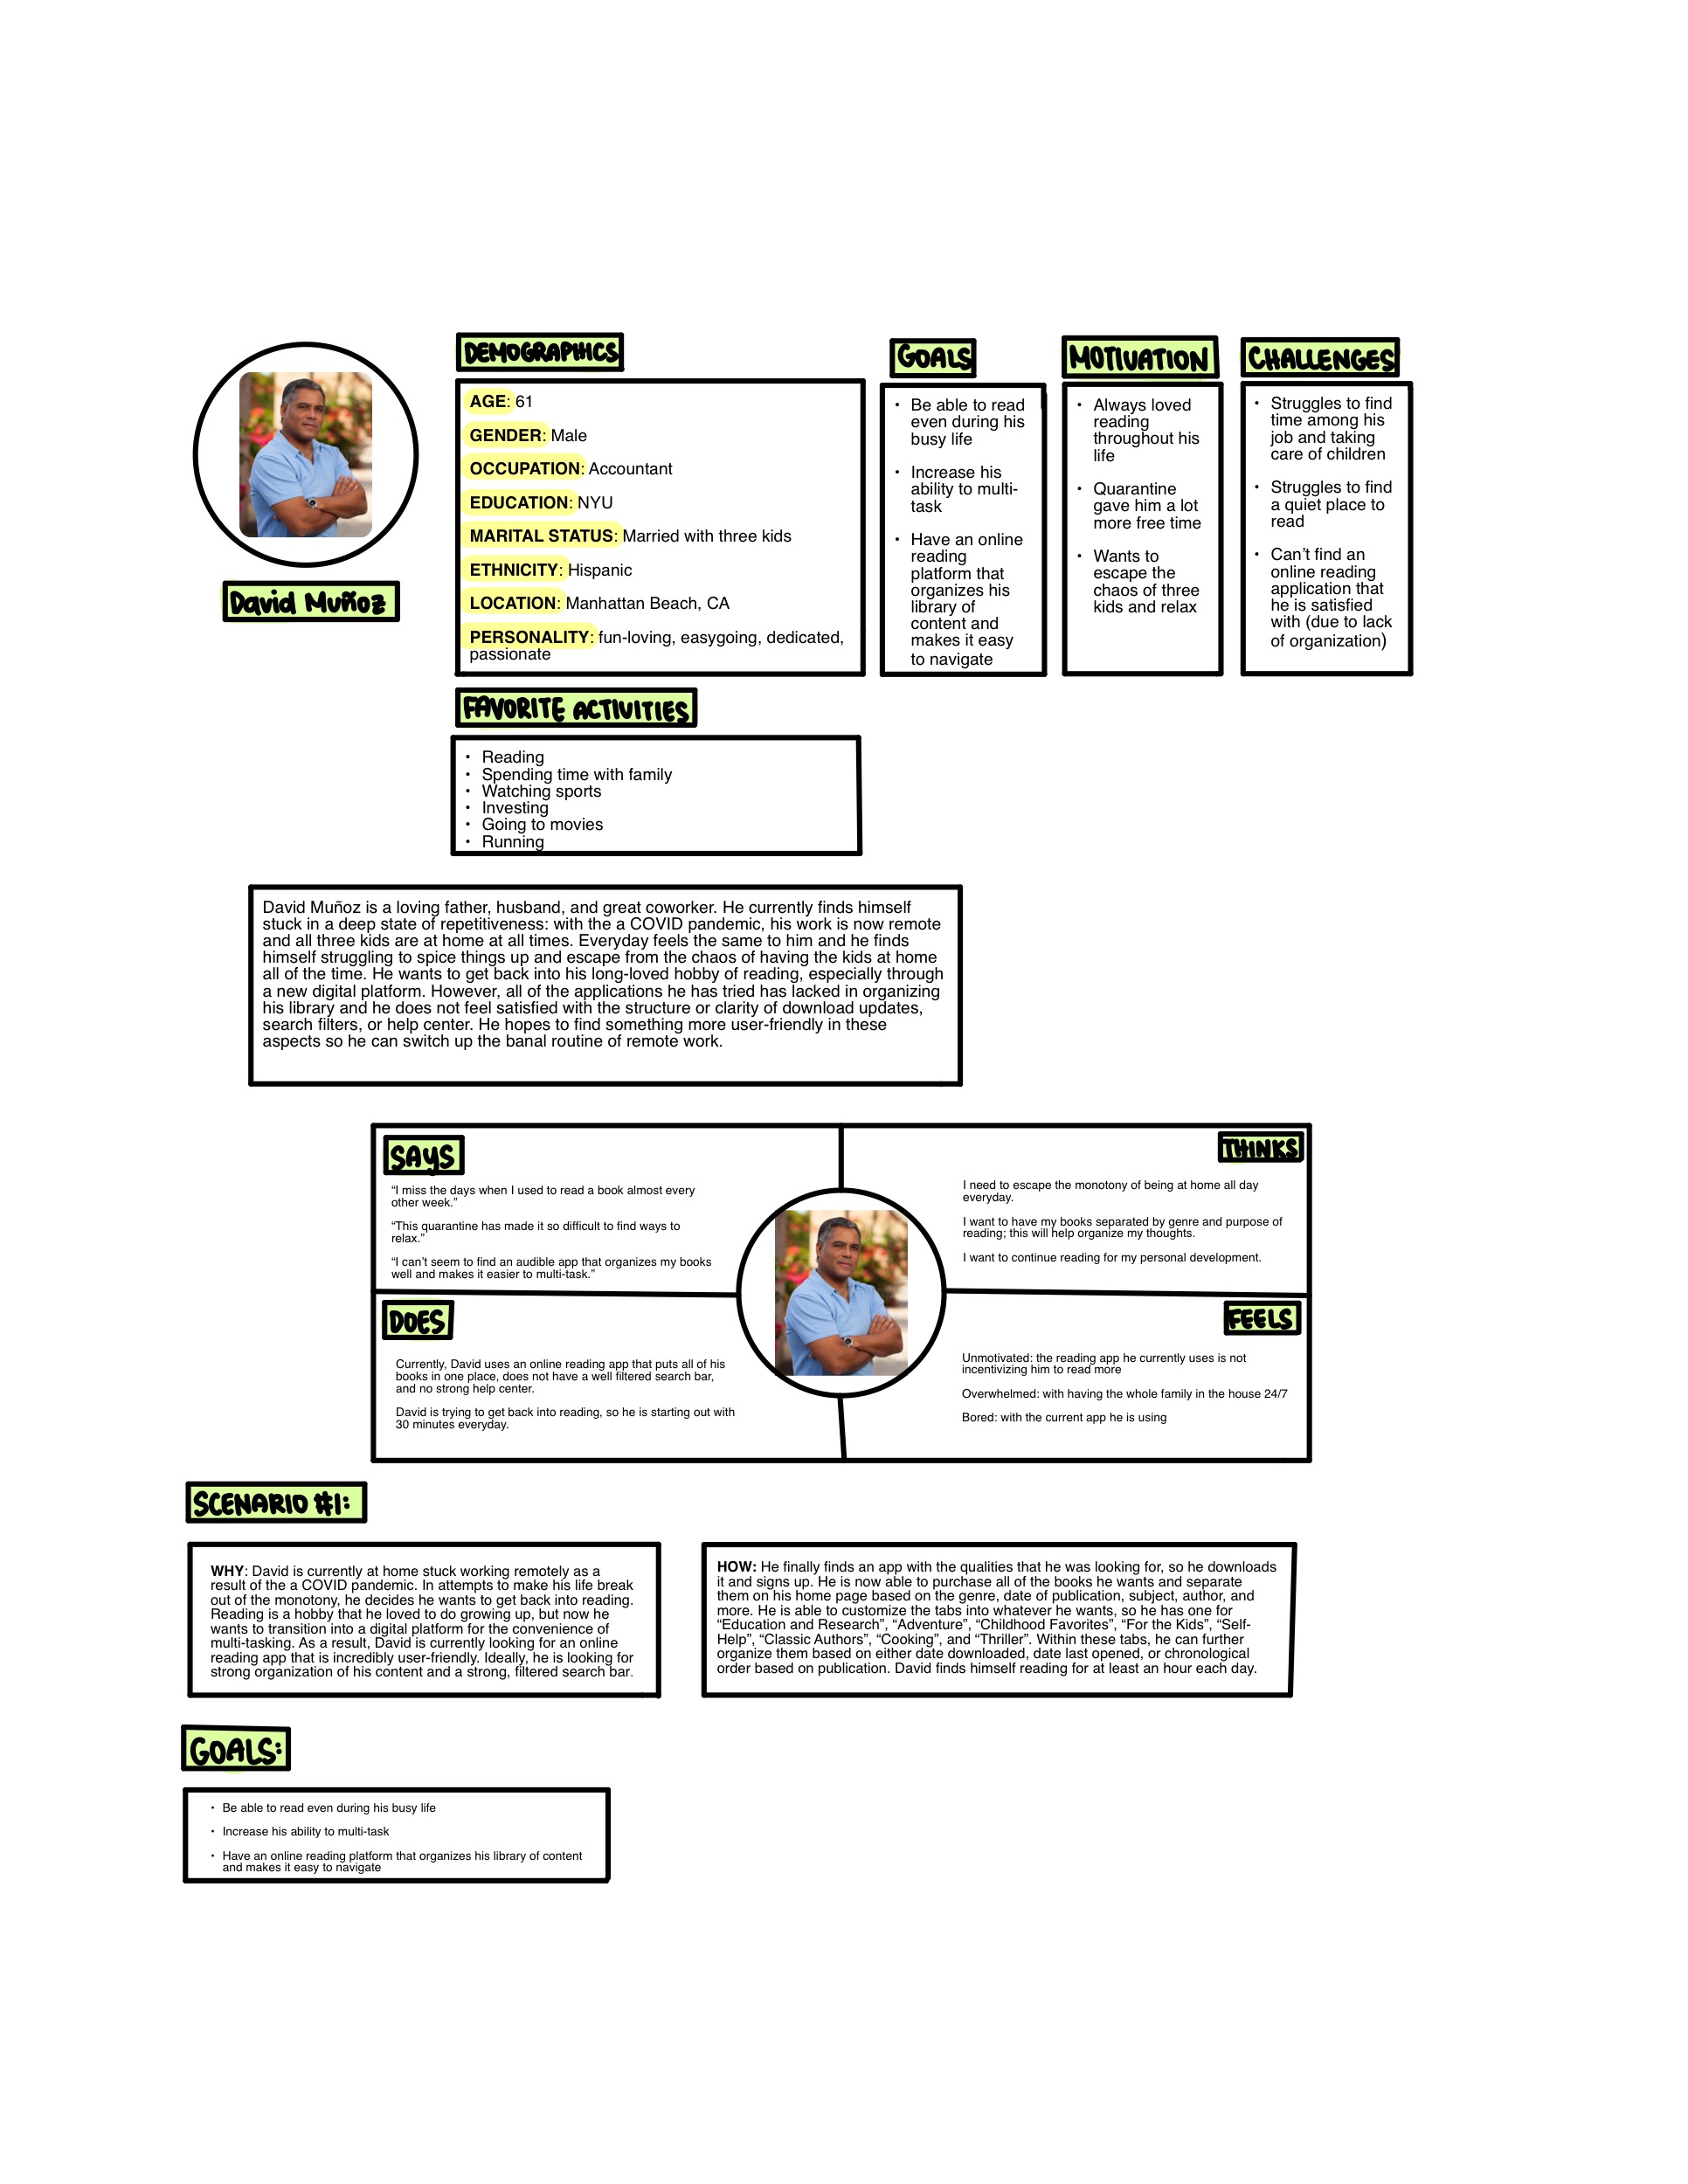 David Muñoz
DEMOGRAPHICS
AGE: 61
GENDER: Male
OCCUPATION: Accountant
EDUCATION: NYU
MARITAL STATUS: Married with three kids
ETHNICITY: Hispanic
LOCATION: Manhattan Beach, CA
PERSONALITY: fun-loving, easygoing, dedicated,
passionate
GOALS
• Be able to read
even during his
busy life
• Increase his
ability to multi-
task
• Have an online
reading
platform that
organizes his
library of
content and
makes it easy
to navigate
MOTIVATION
• Always loved
reading
throughout his
life
• Quarantine
gave him a lot
more free time
• Wants to
escape the
chaos of three
kids and relax
CHALLENGES
• Struggles to find
time among his
job and taking
care of children
• Struggles to find
a quiet place to
read
• Can’t find an
online reading
application that
he is satisfied
with (due to lack
of organization)
FAVORITE ACTIVITIES
• Reading
• Spending time with family
• Watching sports
• Investing
• Going to movies
• Running
David Muñoz is a loving father, husband, and great coworker. He currently finds himself
stuck in a deep state of repetitiveness: with the a COVID pandemic, his work is now remote
and all three kids are at home at all times. Everyday feels the same to him and he finds
himself struggling to spice things up and escape from the chaos of having the kids at home
all of the time. He wants to get back into his long-loved hobby of reading, especially through
a new digital platform. However, all of the applications he has tried has lacked in organizing
his library and he does not feel satisfied with the structure or clarity of download updates,
search filters, or help center. He hopes to find something more user-friendly in these
aspects so he can switch up the banal routine of remote work.
SAYS
“I miss the days when I used to read a book almost every
other week.”
“This quarantine has made it so difficult to find ways to
relax.”
“I can’t seem to find an audible app that organizes my books
well and makes it easier to multi-task.”
THINKS
I need to escape the monotony of being at home all day
everyday.
I want to have my books separated by genre and purpose of
reading; this will help organize my thoughts.
I want to continue reading for my personal development.
DOES
Currently, David uses an online reading app that puts all of his
books in one place, does not have a well filtered search bar,
and no strong help center.
David is trying to get back into reading, so he is starting out with
30 minutes everyday.
FEELS
Unmotivated: the reading app he currently uses is not
incentivizing him to read more
Overwhelmed: with having the whole family in the house 24/7
Bored: with the current app he is using
SCENARIO #1:
WHY: David is currently at home stuck working remotely as a
result of the a COVID pandemic. In attempts to make his life break
out of the monotony, he decides he wants to get back into reading.
Reading is a hobby that he loved to do growing up, but now he
wants to transition into a digital platform for the convenience of
multi-tasking. As a result, David is currently looking for an online
reading app that is incredibly user-friendly. Ideally, he is looking for
strong organization of his content and a strong, filtered search bar.
HOW: He finally finds an app with the qualities that he was looking for, so he downloads
it and signs up. He is now able to purchase all of the books he wants and separate
them on his home page based on the genre, date of publication, subject, author, and
more. He is able to customize the tabs into whatever he wants, so he has one for
“Education and Research”, “Adventure”, “Childhood Favorites”, “For the Kids”, “Self-
Help”, “Classic Authors”, “Cooking”, and “Thriller”. Within these tabs, he can further
organize them based on either date downloaded, date last opened, or chronological
order based on publication. David finds himself reading for at least an hour each day.
GOALS:
• Be able to read even during his busy life
• Increase his ability to multi-task
• Have an online reading platform that organizes his library of content
and makes it easy to navigate